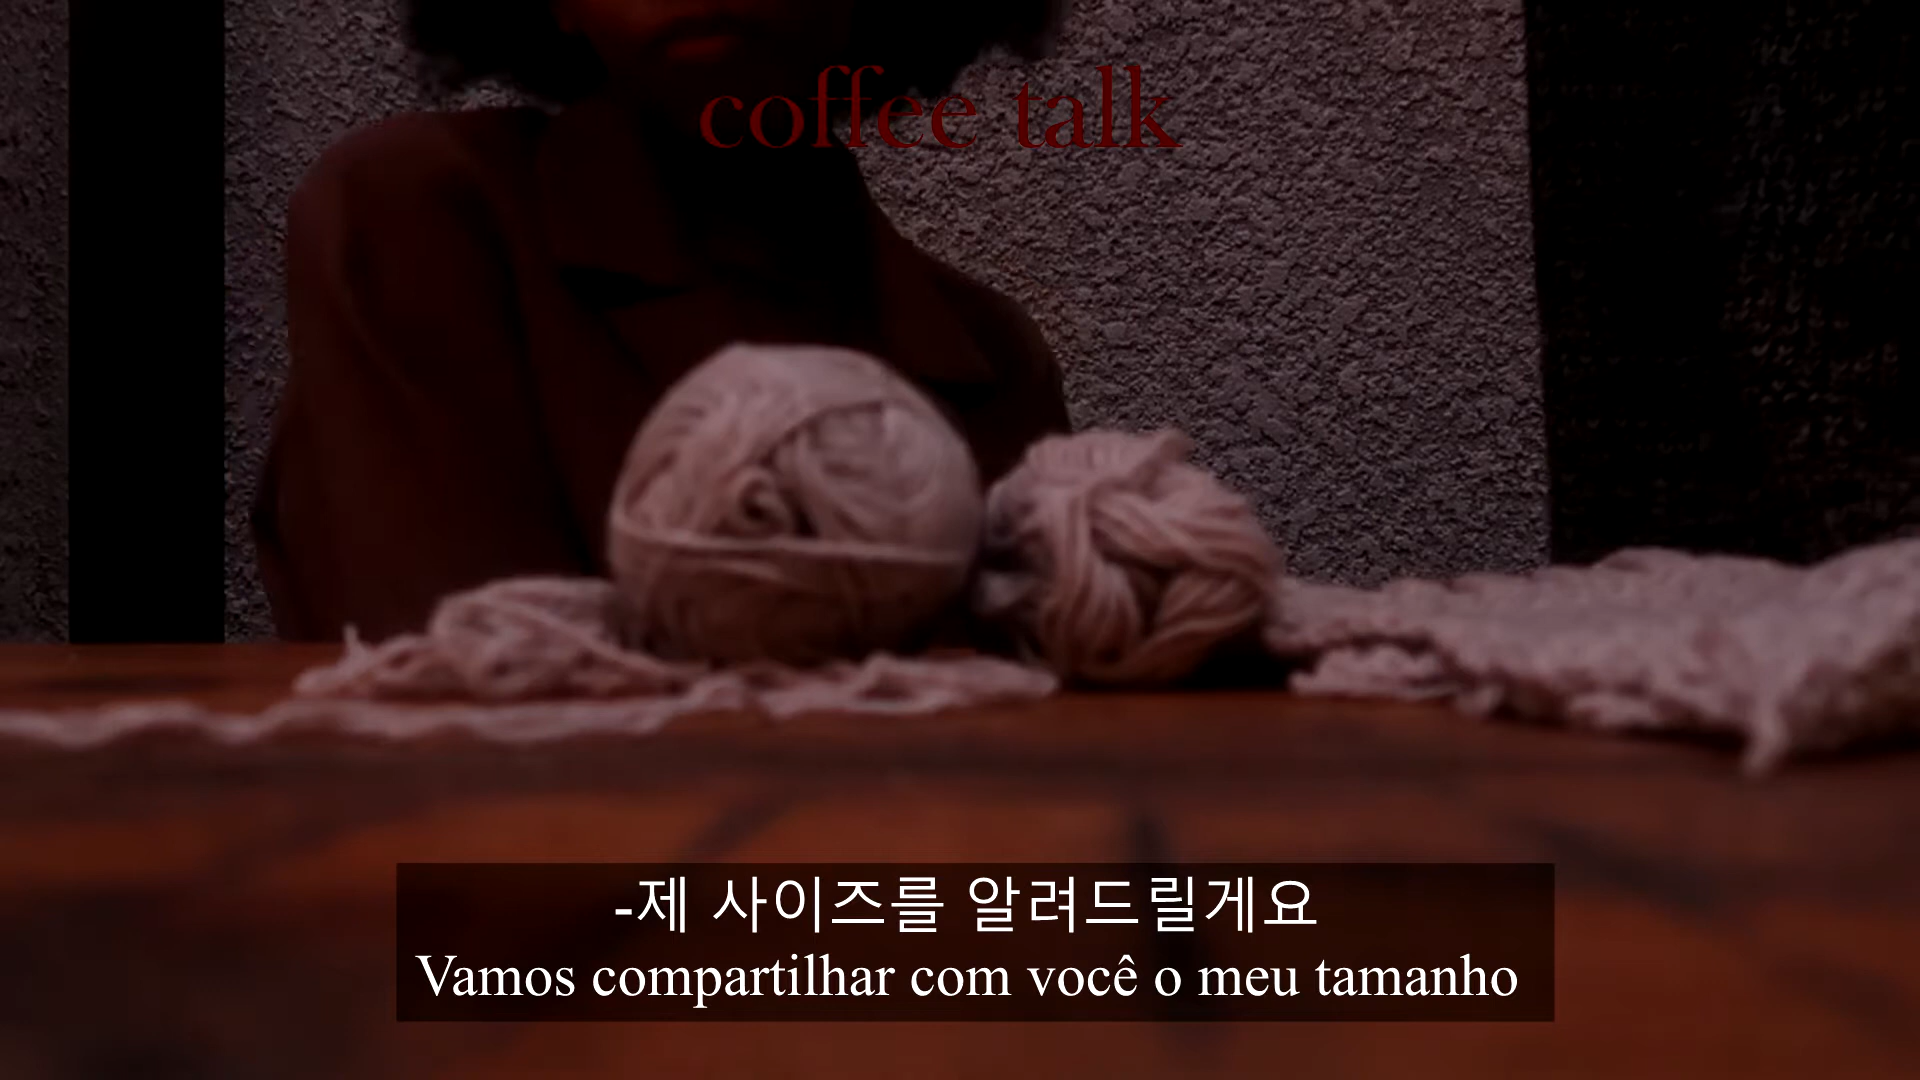 coffee talk
-제 사이즈를 알려드릴게요
Vamos compartilhar com você o meu tamanho